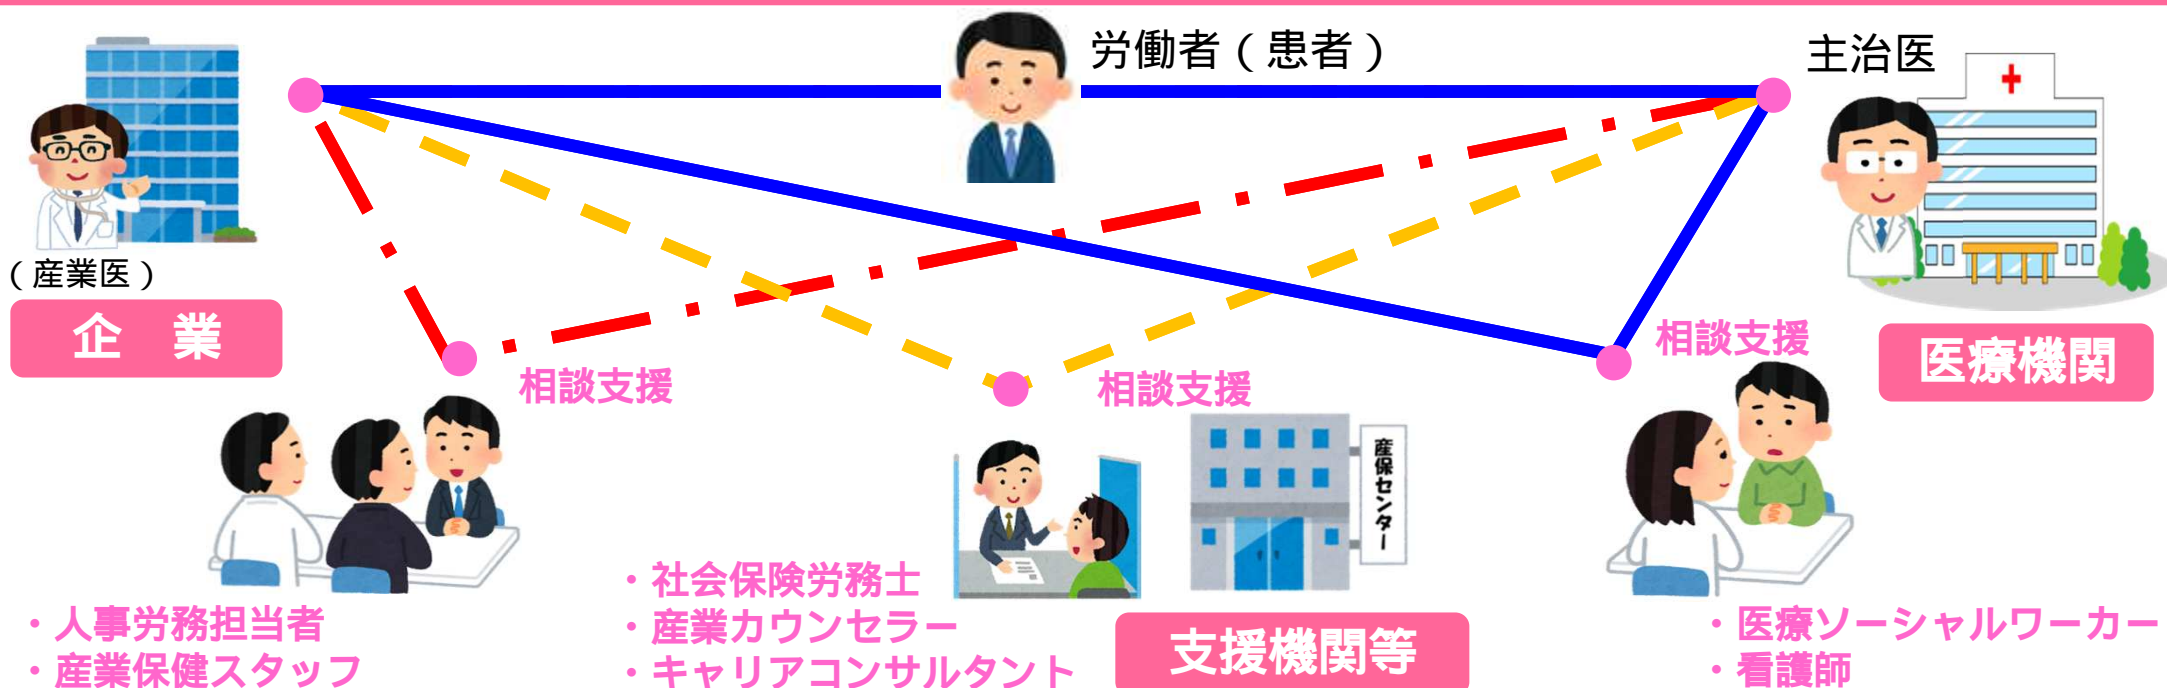 労働者（患者）
主治医
（産業医）
企　業
相談支援
相談支援
相談支援
医療機関
産保センター
・人事労務担当者
・産業保健スタッフ
・社会保険労務士
・産業カウンセラー
・キャリアコンサルタント
支援機関等
・医療ソーシャルワーカー
・看護師